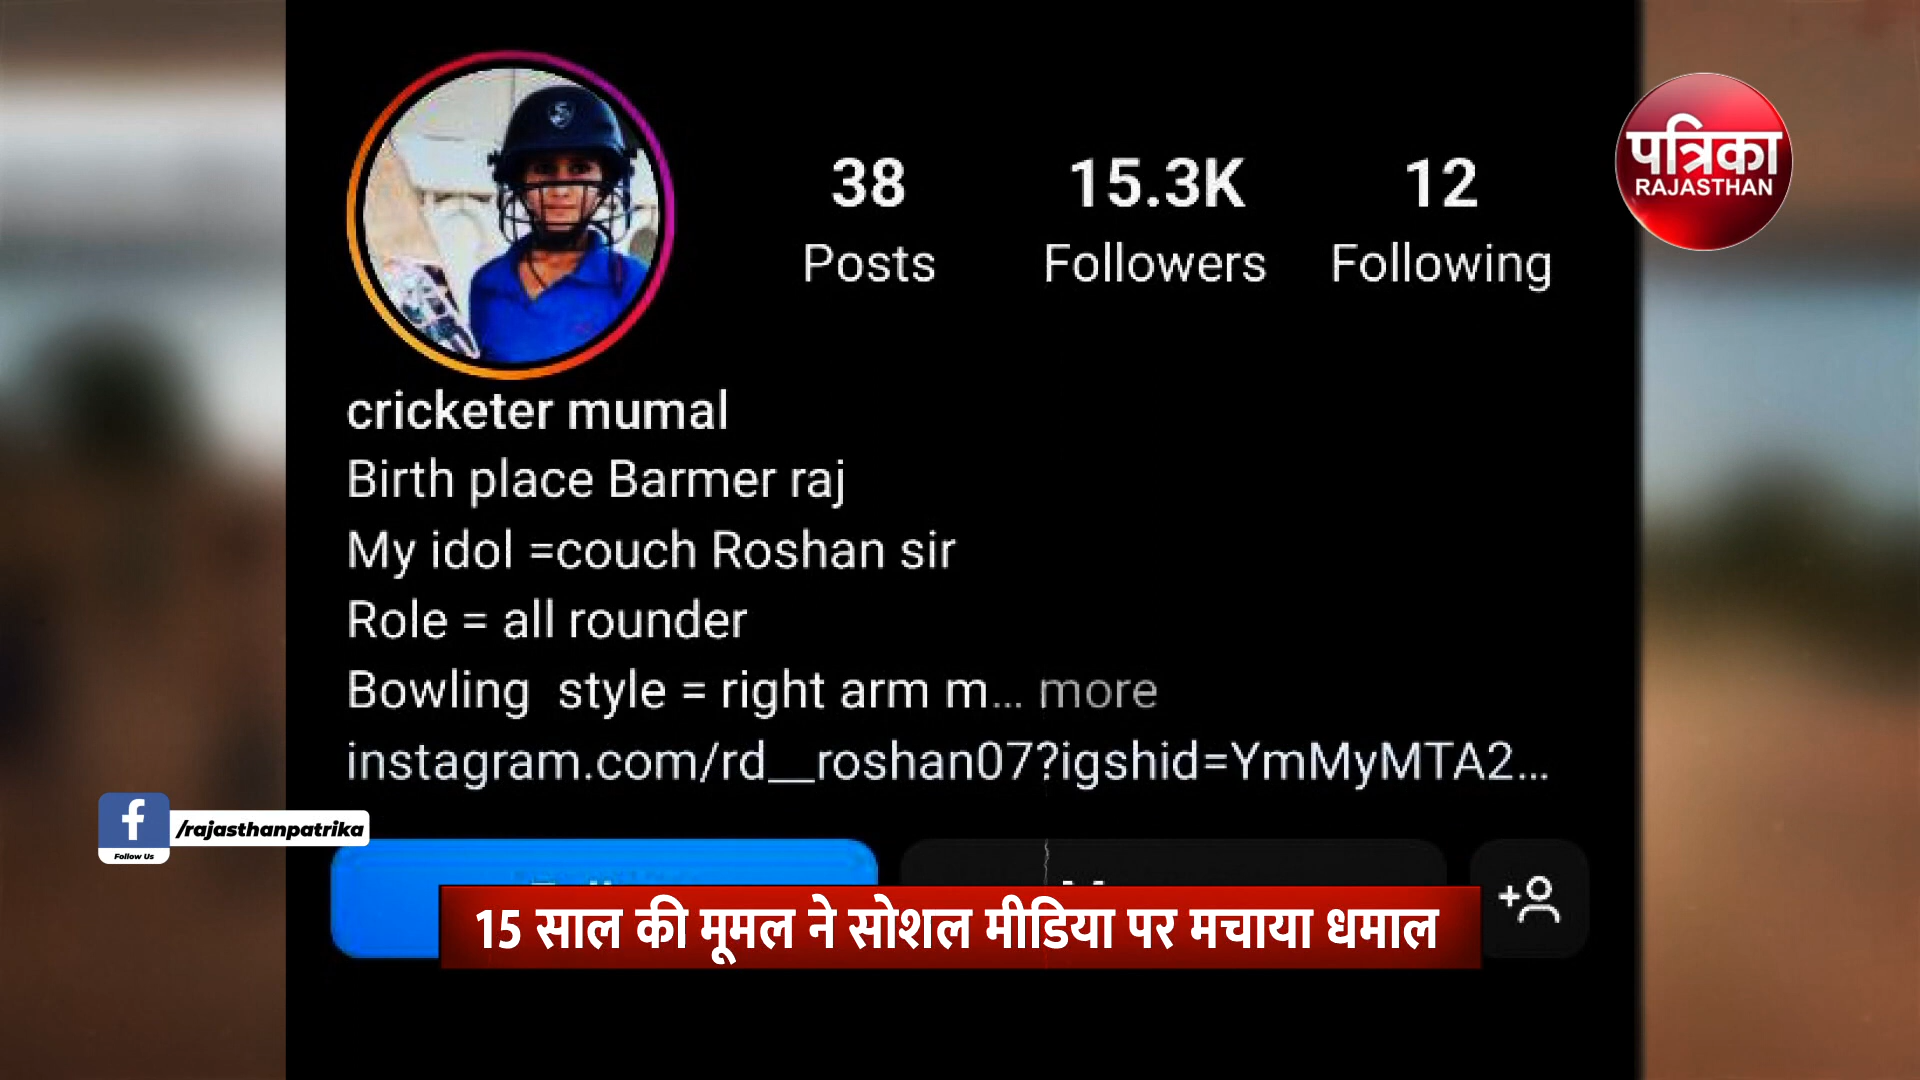 38
Posts
15.3K
Followers
12
Following
पत्रिका
RAJASTHAN
cricketer mumal
Birth place Barmer raj
My idol =couch Roshan sir
Role = all rounder
Bowling  style = right arm m... more
instagram.com/rd__roshan07?igshid=YmMyMTA2...
f
/rajasthanpatrika
Follow Us
15 साल की मूमल ने सोशल मीडिया पर मचाया धमाल